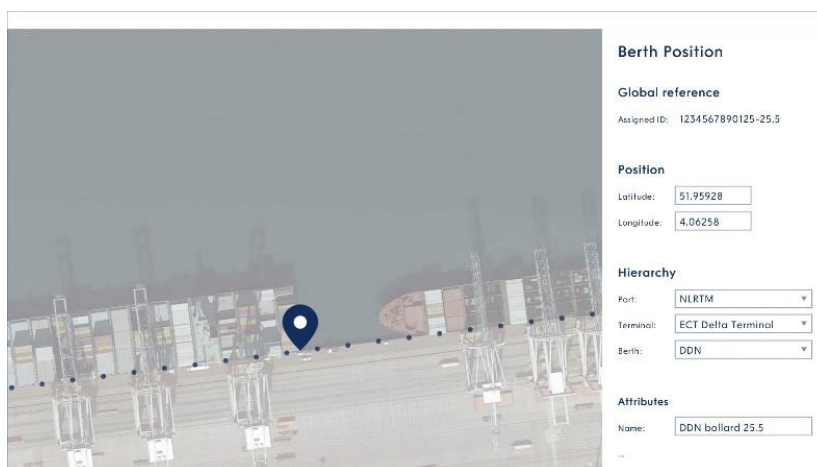 Berth Position
Global reference
Assigned ID: 1234567890125-25.5
Position
Latitude: 51.95928
Longitude: 4.06258
Hierarchy
Port: NLRTM
Terminal: ECT Delta Terminal
Berth: DDN
Attributes
Name: DDN bollard 25.5
...